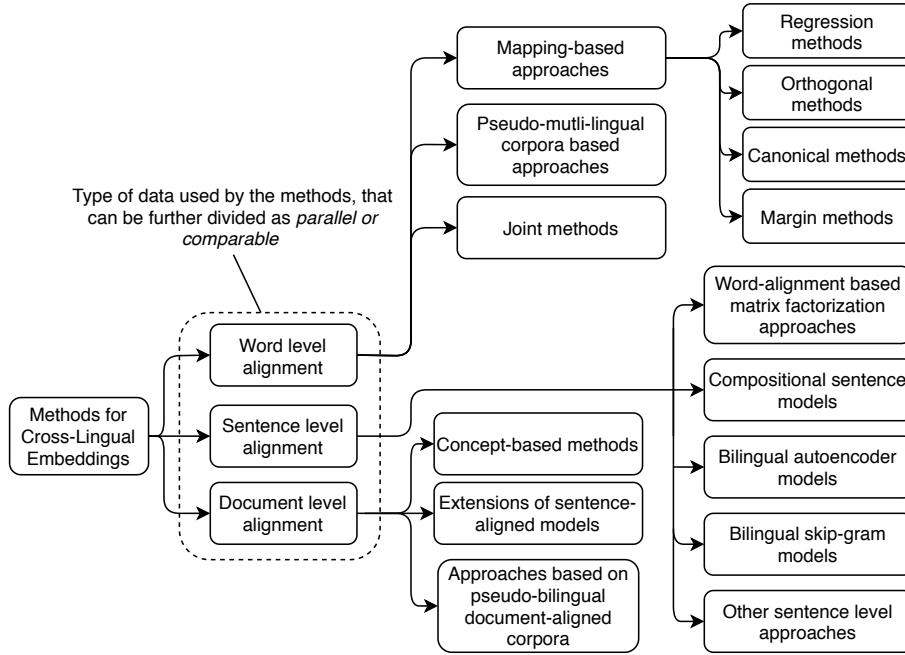 Regression
methods
Mapping-based
approaches
Orthogonal
methods
Pseudo-mutli-lingual
corpora based
approaches
Canonical methods
Type of data used by the methods, that
can be further divided as parallel or
comparable
Joint methods
Margin methods
Word-alignment based
matrix factorization
approaches
Word level
alignment
Compositional sentence
models
Methods for
Cross-Lingual
Embeddings
Sentence level
alignment
Concept-based methods
Bilingual autoencoder
models
Document level
alignment
Extensions of sentence-
aligned models
Bilingual skip-gram
models
Approaches based on
pseudo-bilingual
document-aligned
corpora
Other sentence level
approaches